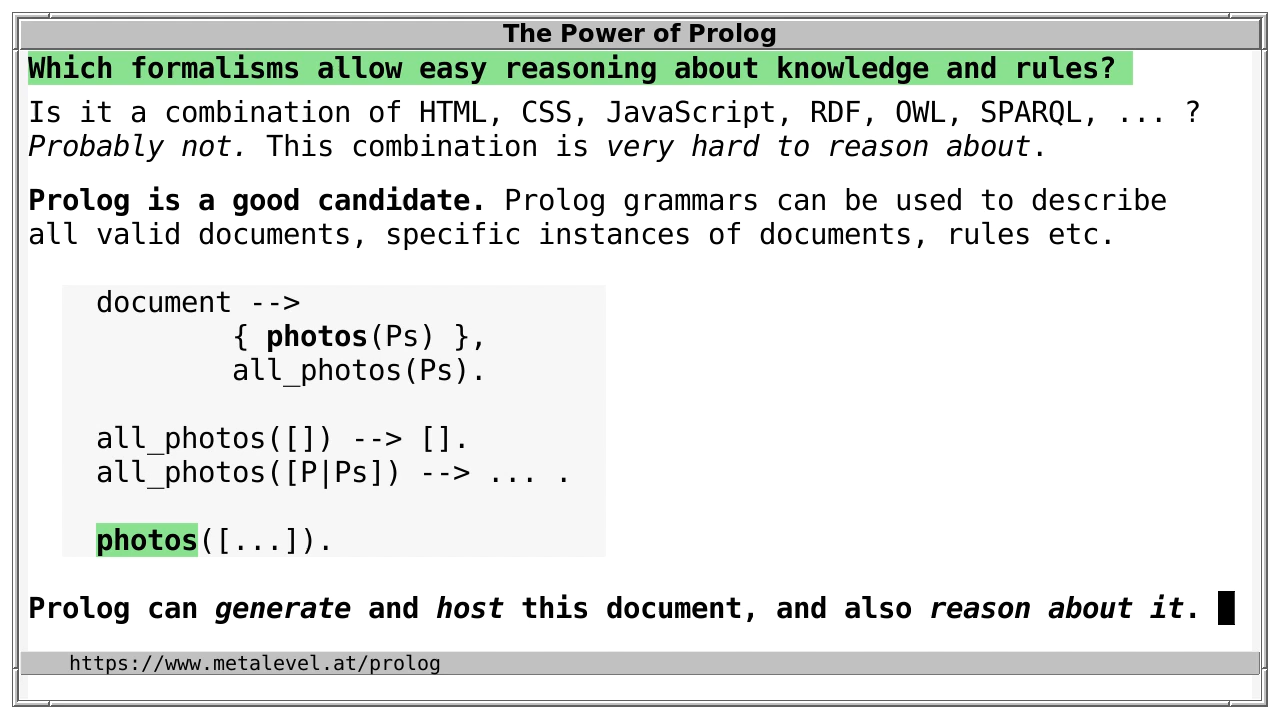 The Power of Prolog
Which formalisms allow easy reasoning about knowledge and rules?
Is it a combination of HTML, CSS, JavaScript, RDF, OWL, SPARQL, ... ?
Probably not. This combination is very hard to reason about.
Prolog is a good candidate. Prolog grammars can be used to describe
all valid documents, specific instances of documents, rules etc.
document -->
{ photos(Ps) },
all_photos(Ps).
all_photos([]) --> [].
all_photos([P|Ps]) --> ... .
photos([...]).
Prolog can generate and host this document, and also reason about it.
https://www.metalevel.at/prolog